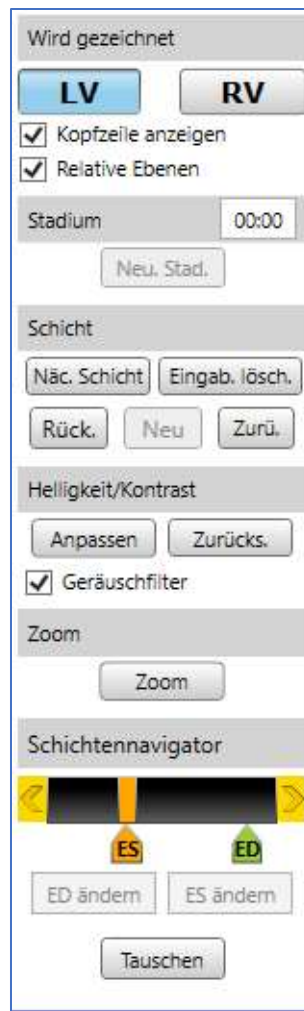 Wird gezeichnet
LV RV
Kopfzeile anzeigen
Relative Ebenen
Stadium 00:00
Neu. Stad.
Schicht
Näc. Schicht Eingab. lösch.
Rück. Neu Zurü.
Helligkeit/Kontrast
Anpassen Zurücks.
Geräuschfilter
Zoom
Zoom
Schichtennavigator
ES ED
ED ändern ES ändern
Tauschen